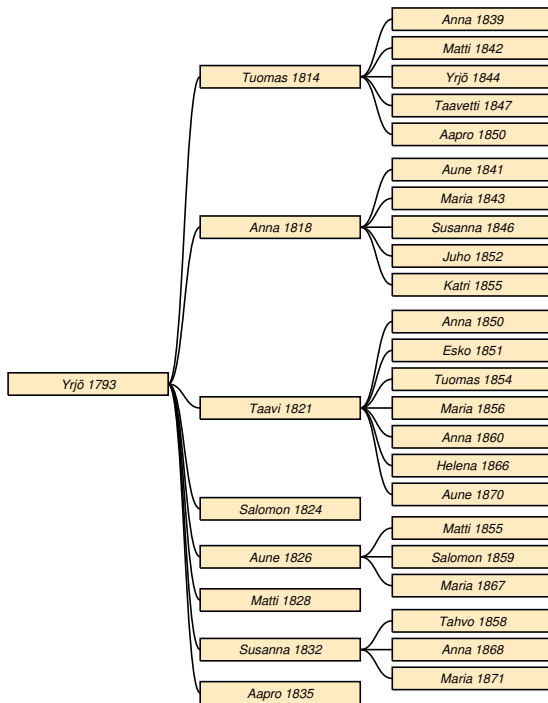 Yrjö 1793
Tuomas 1814
Anna 1839
Matti 1842
Yrjö 1844
Taavetti 1847
Aapro 1850
Anna 1818
Aune 1841
Maria 1843
Susanna 1846
Juho 1852
Katri 1855
Taavi 1821
Anna 1850
Esko 1851
Tuomas 1854
Maria 1856
Anna 1860
Helena 1866
Aune 1870
Salomon 1824
Aune 1826
Matti 1855
Salomon 1859
Maria 1867
Matti 1828
Susanna 1832
Tahvo 1858
Anna 1868
Maria 1871
Aapro 1835